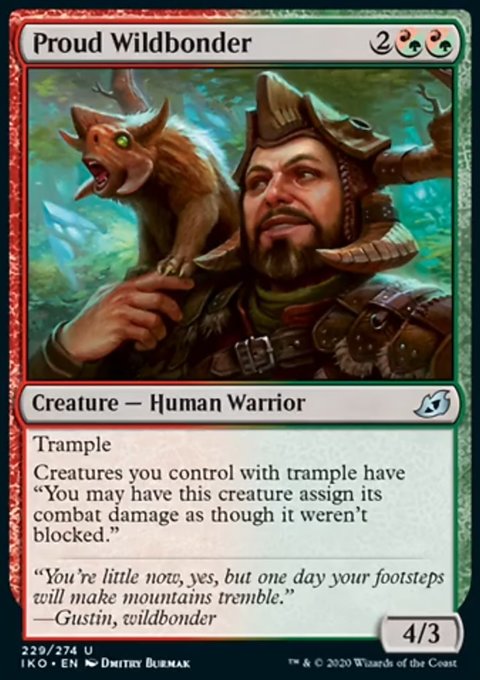 Proud Wildbonder 2
Creature — Human Warrior
Trample
Creatures you control with trample have
“You may have this creature assign its
combat damage as though it weren’t
blocked.”
“You’re little now, yes, but one day your footsteps
will make mountains tremble.”
—Gustin, wildbonder
4/3
229/274 U
IKO • EN Dmitry Burmak ™ & © 2020 Wizards of the Coast